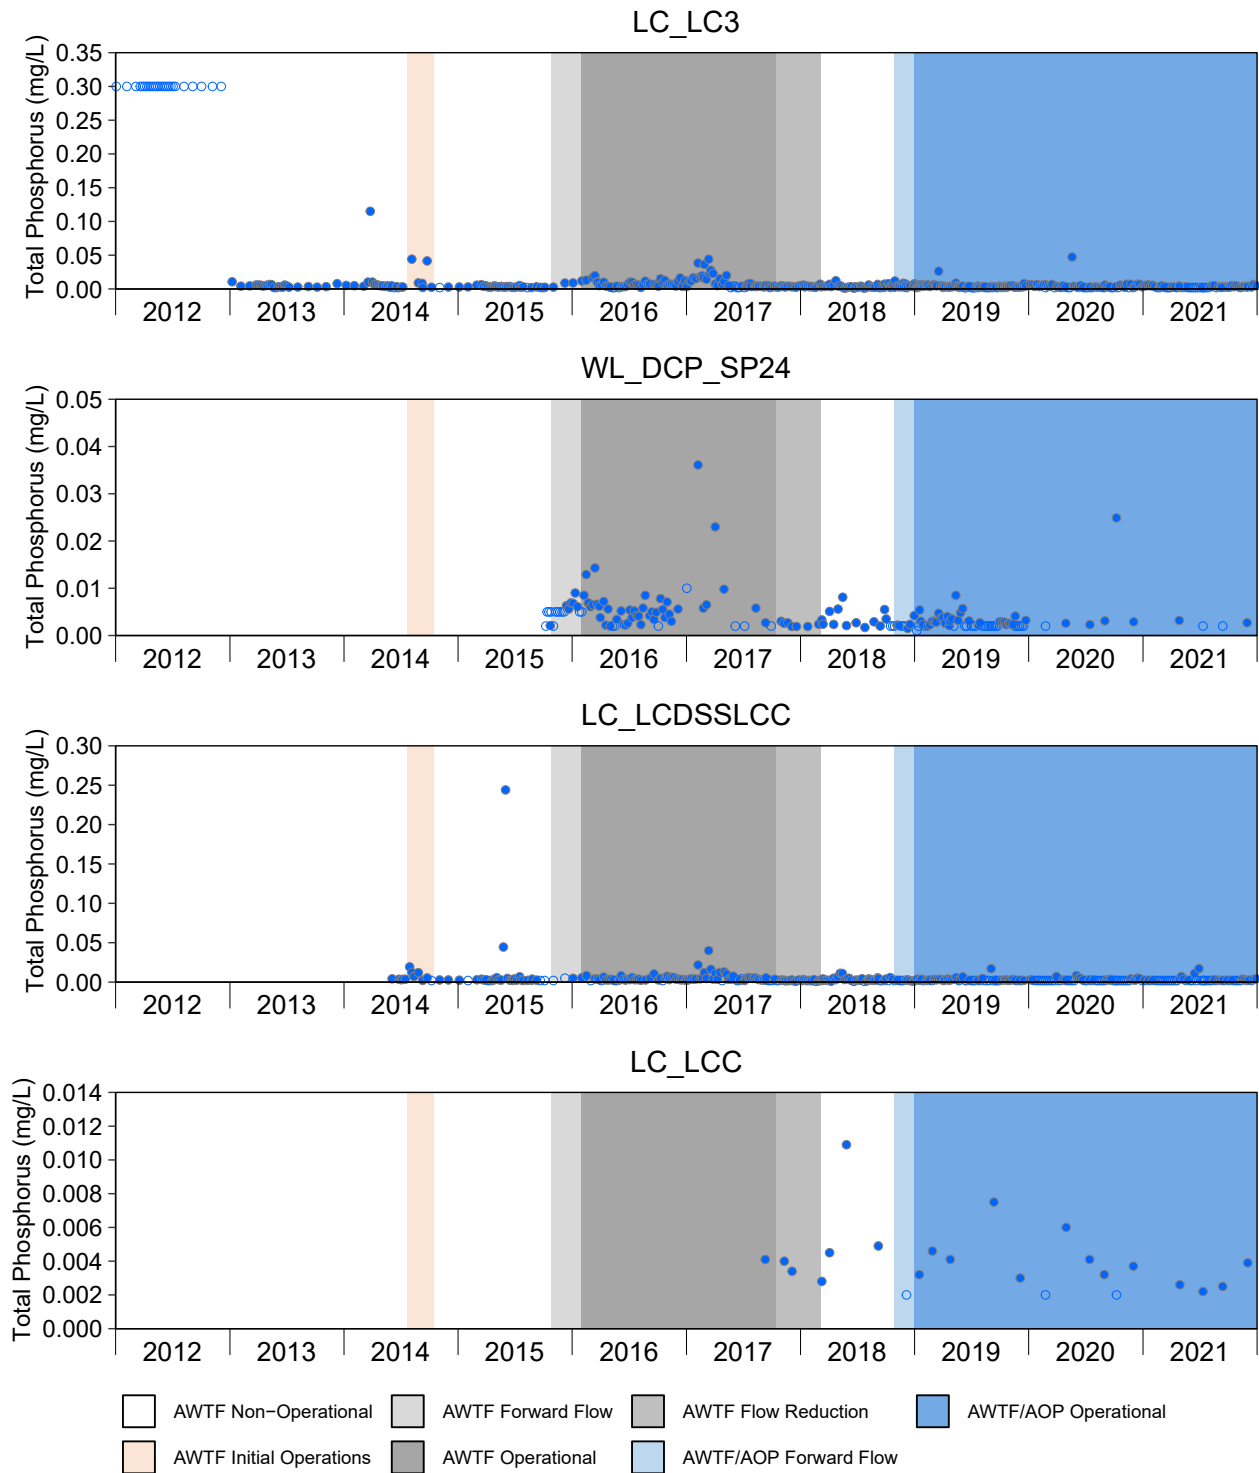 LC_LC3
Total Phosphorus (mg/L)
0.35
0.30
0.25
0.20
0.15
0.10
0.05
0.00
2012 2013 2014 2015 2016 2017 2018 2019 2020 2021
WL_DCP_SP24
Total Phosphorus (mg/L)
0.05
0.04
0.03
0.02
0.01
0.00
2012 2013 2014 2015 2016 2017 2018 2019 2020 2021
LC_LCDSSLCC
Total Phosphorus (mg/L)
0.30
0.25
0.20
0.15
0.10
0.05
0.00
2012 2013 2014 2015 2016 2017 2018 2019 2020 2021
LC_LCC
Total Phosphorus (mg/L)
0.014
0.012
0.010
0.008
0.006
0.004
0.002
0.000
2012 2013 2014 2015 2016 2017 2018 2019 2020 2021
AWTF Non−Operational AWTF Forward Flow AWTF Flow Reduction AWTF/AOP Operational
AWTF Initial Operations AWTF Operational AWTF/AOP Forward Flow